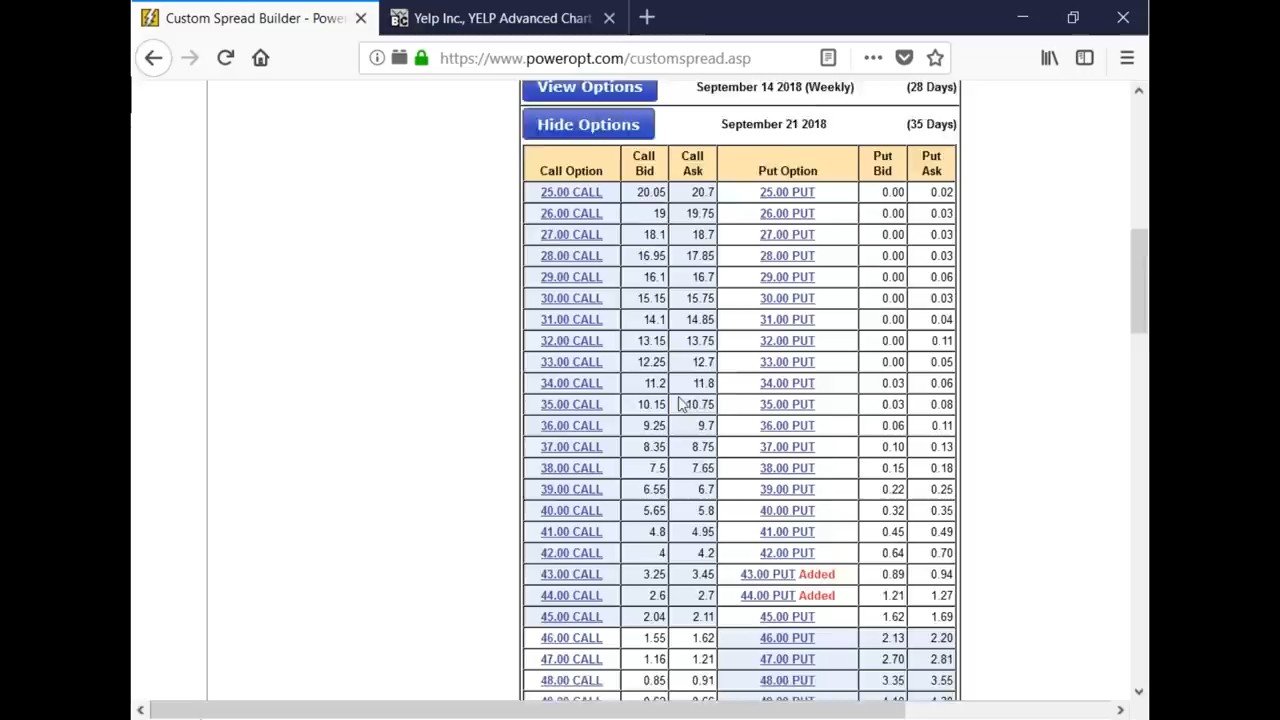 Custom Spread Builder - Powe
Yelp Inc., YELP Advanced Chart
https://www.poweropt.com/customspread.asp
View Options September 14 2018 (Weekly) (28 Days)
Hide Options September 21 2018 (35 Days)
Call Option Call Bid Call Ask Put Option Put Bid Put Ask
25.00 CALL 20.05 20.7 25.00 PUT 0.00 0.02
26.00 CALL 19 19.75 26.00 PUT 0.00 0.03
27.00 CALL 18.1 18.7 27.00 PUT 0.00 0.03
28.00 CALL 16.95 17.85 28.00 PUT 0.00 0.03
29.00 CALL 16.1 16.7 29.00 PUT 0.00 0.06
30.00 CALL 15.15 15.75 30.00 PUT 0.00 0.03
31.00 CALL 14.1 14.85 31.00 PUT 0.00 0.04
32.00 CALL 13.15 13.75 32.00 PUT 0.00 0.11
33.00 CALL 12.25 12.7 33.00 PUT 0.00 0.05
34.00 CALL 11.2 11.8 34.00 PUT 0.03 0.06
35.00 CALL 10.15 10.75 35.00 PUT 0.03 0.08
36.00 CALL 9.25 9.7 36.00 PUT 0.06 0.11
37.00 CALL 8.35 8.75 37.00 PUT 0.10 0.13
38.00 CALL 7.5 7.65 38.00 PUT 0.15 0.18
39.00 CALL 6.55 6.7 39.00 PUT 0.22 0.25
40.00 CALL 5.65 5.8 40.00 PUT 0.32 0.35
41.00 CALL 4.8 4.95 41.00 PUT 0.45 0.49
42.00 CALL 4 4.2 42.00 PUT 0.64 0.70
43.00 CALL 3.25 3.45 43.00 PUT Added 0.89 0.94
44.00 CALL 2.6 2.7 44.00 PUT Added 1.21 1.27
45.00 CALL 2.04 2.11 45.00 PUT 1.62 1.69
46.00 CALL 1.55 1.62 46.00 PUT 2.13 2.20
47.00 CALL 1.16 1.21 47.00 PUT 2.70 2.81
48.00 CALL 0.85 0.91 48.00 PUT 3.35 3.55